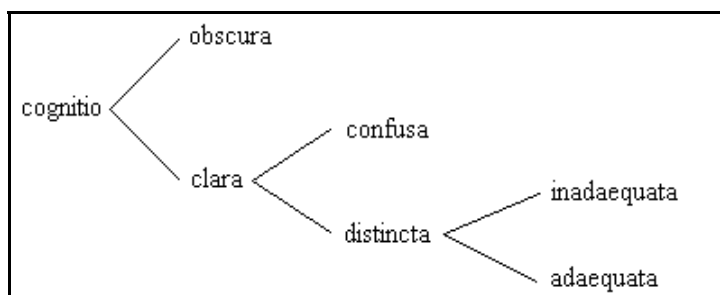 obscura
cognitio
confusa
clara
inadaequata
distincta
adaequata